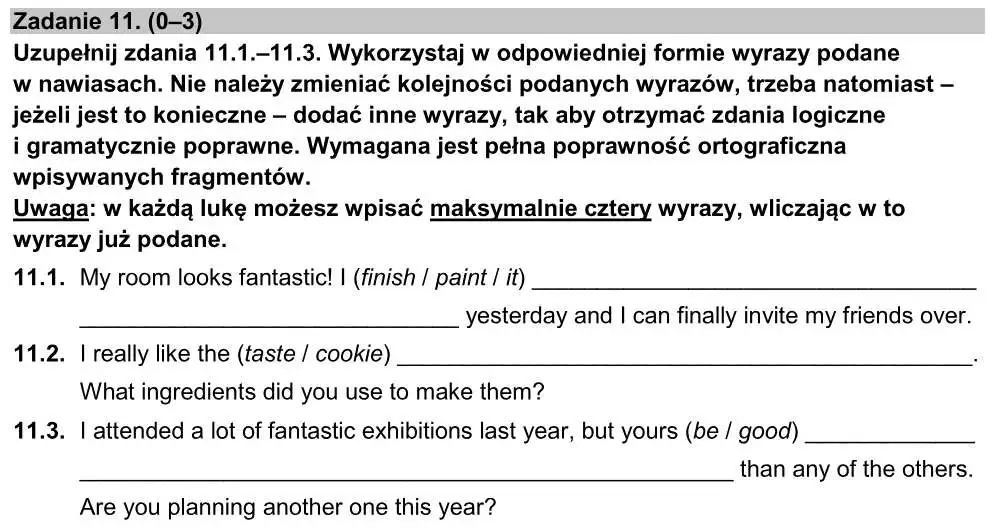 Zadanie 11. (0–3)
Uzupełnij zdania 11.1.–11.3. Wykorzystaj w odpowiedniej formie wyrazy podane
w nawiasach. Nie należy zmieniać kolejności podanych wyrazów, trzeba natomiast –
jeżeli jest to konieczne – dodać inne wyrazy, tak aby otrzymać zdania logiczne
i gramatycznie poprawne. Wymagana jest pełna poprawność ortograficzna
wpisywanych fragmentów.
Uwaga: w każdą lukę możesz wpisać maksymalnie cztery wyrazy, wliczając w to
wyrazy już podane.
11.1. My room looks fantastic! I (finish / paint / it) ___________________________________
______________________________ yesterday and I can finally invite my friends over.
11.2. I really like the (taste / cookie) _____________________________________________.
What ingredients did you use to make them?
11.3. I attended a lot of fantastic exhibitions last year, but yours (be / good) _____________
___________________________________________________ than any of the others.
Are you planning another one this year?